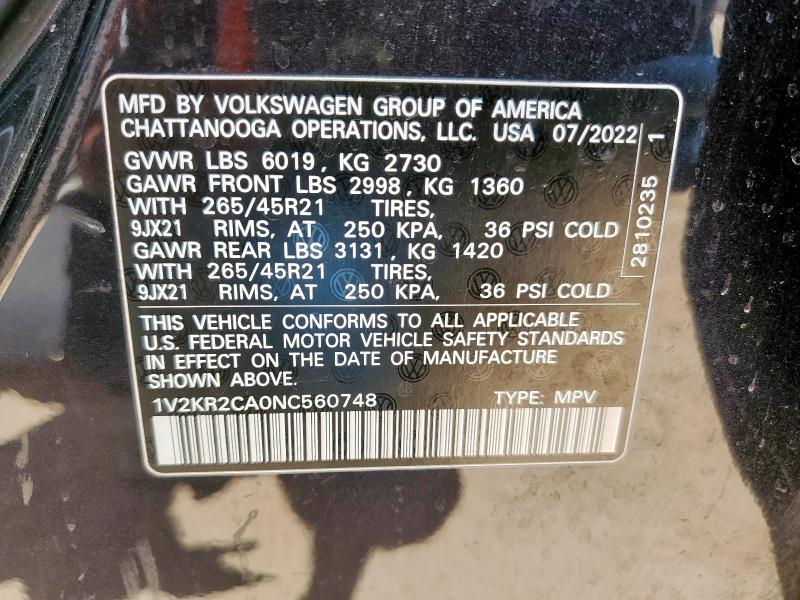 MFD BY VOLKSWAGEN GROUP OF AMERICA
CHATTANOOGA OPERATIONS, LLC. USA 07/2022
GVWR LBS 6019, KG 2730
GAWR FRONT LBS 2998, KG 1360
WITH 265/45R21 TIRES,
9JX21 RIMS, AT 250 KPA, 36 PSI COLD
GAWR REAR LBS 3131, KG 1420
WITH 265/45R21 TIRES,
9JX21 RIMS, AT 250 KPA, 36 PSI COLD
2810235 1
THIS VEHICLE CONFORMS TO ALL APPLICABLE
U.S. FEDERAL MOTOR VEHICLE SAFETY STANDARDS
IN EFFECT ON THE DATE OF MANUFACTURE
SHOWN ABOVE.
1V2KR2CA0NC560748 TYPE: MPV